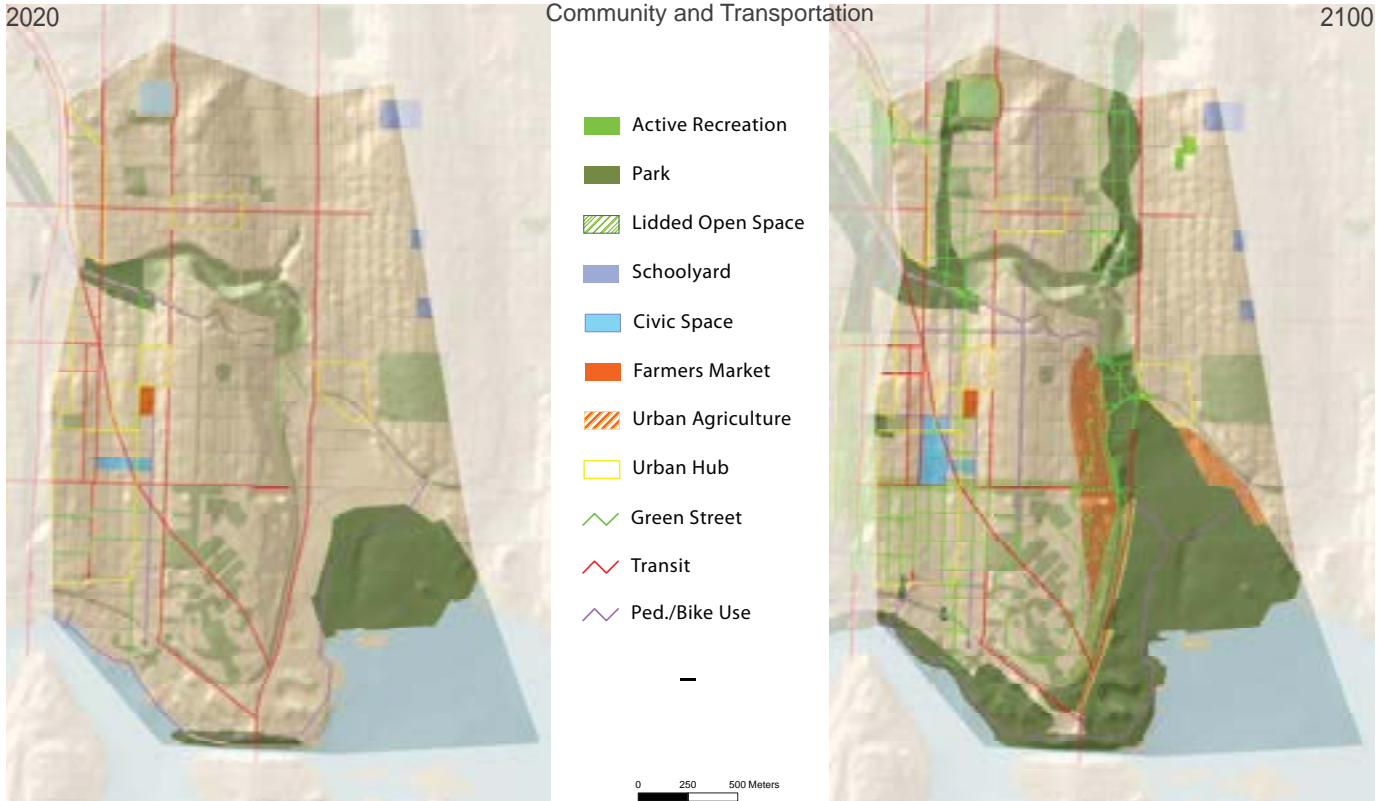 2020
Community and Transportation
2100
Active Recreation
Park
Lidded Open Space
Schoolyard
Civic Space
Farmers Market
Urban Agriculture
Urban Hub
Green Street
Transit
Ped./Bike Use
0 250 500 Meters